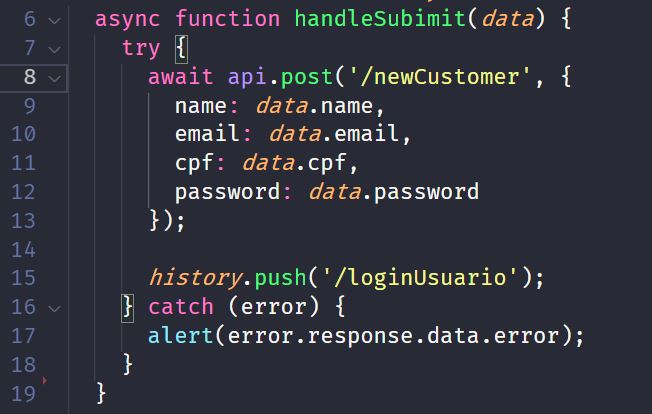 6 async function handleSubimit(data) {
7 try {
8 await api.post('/newCustomer', {
9 name: data.name,
10 email: data.email,
11 cpf: data.cpf,
12 password: data.password
13 });
14
15 history.push('/loginUsuario');
16 } catch (error) {
17 alert(error.response.data.error);
18 }
19 }